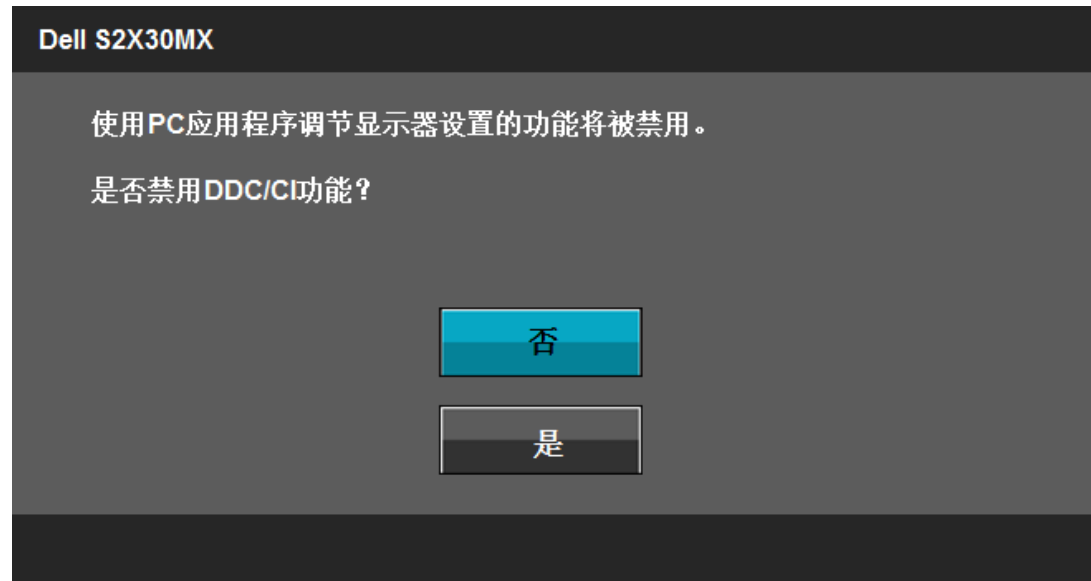 Dell S2X30MX
使用PC应用程序调节显示器设置的功能将被禁用。
是否禁用DDC/CI功能？
否
是